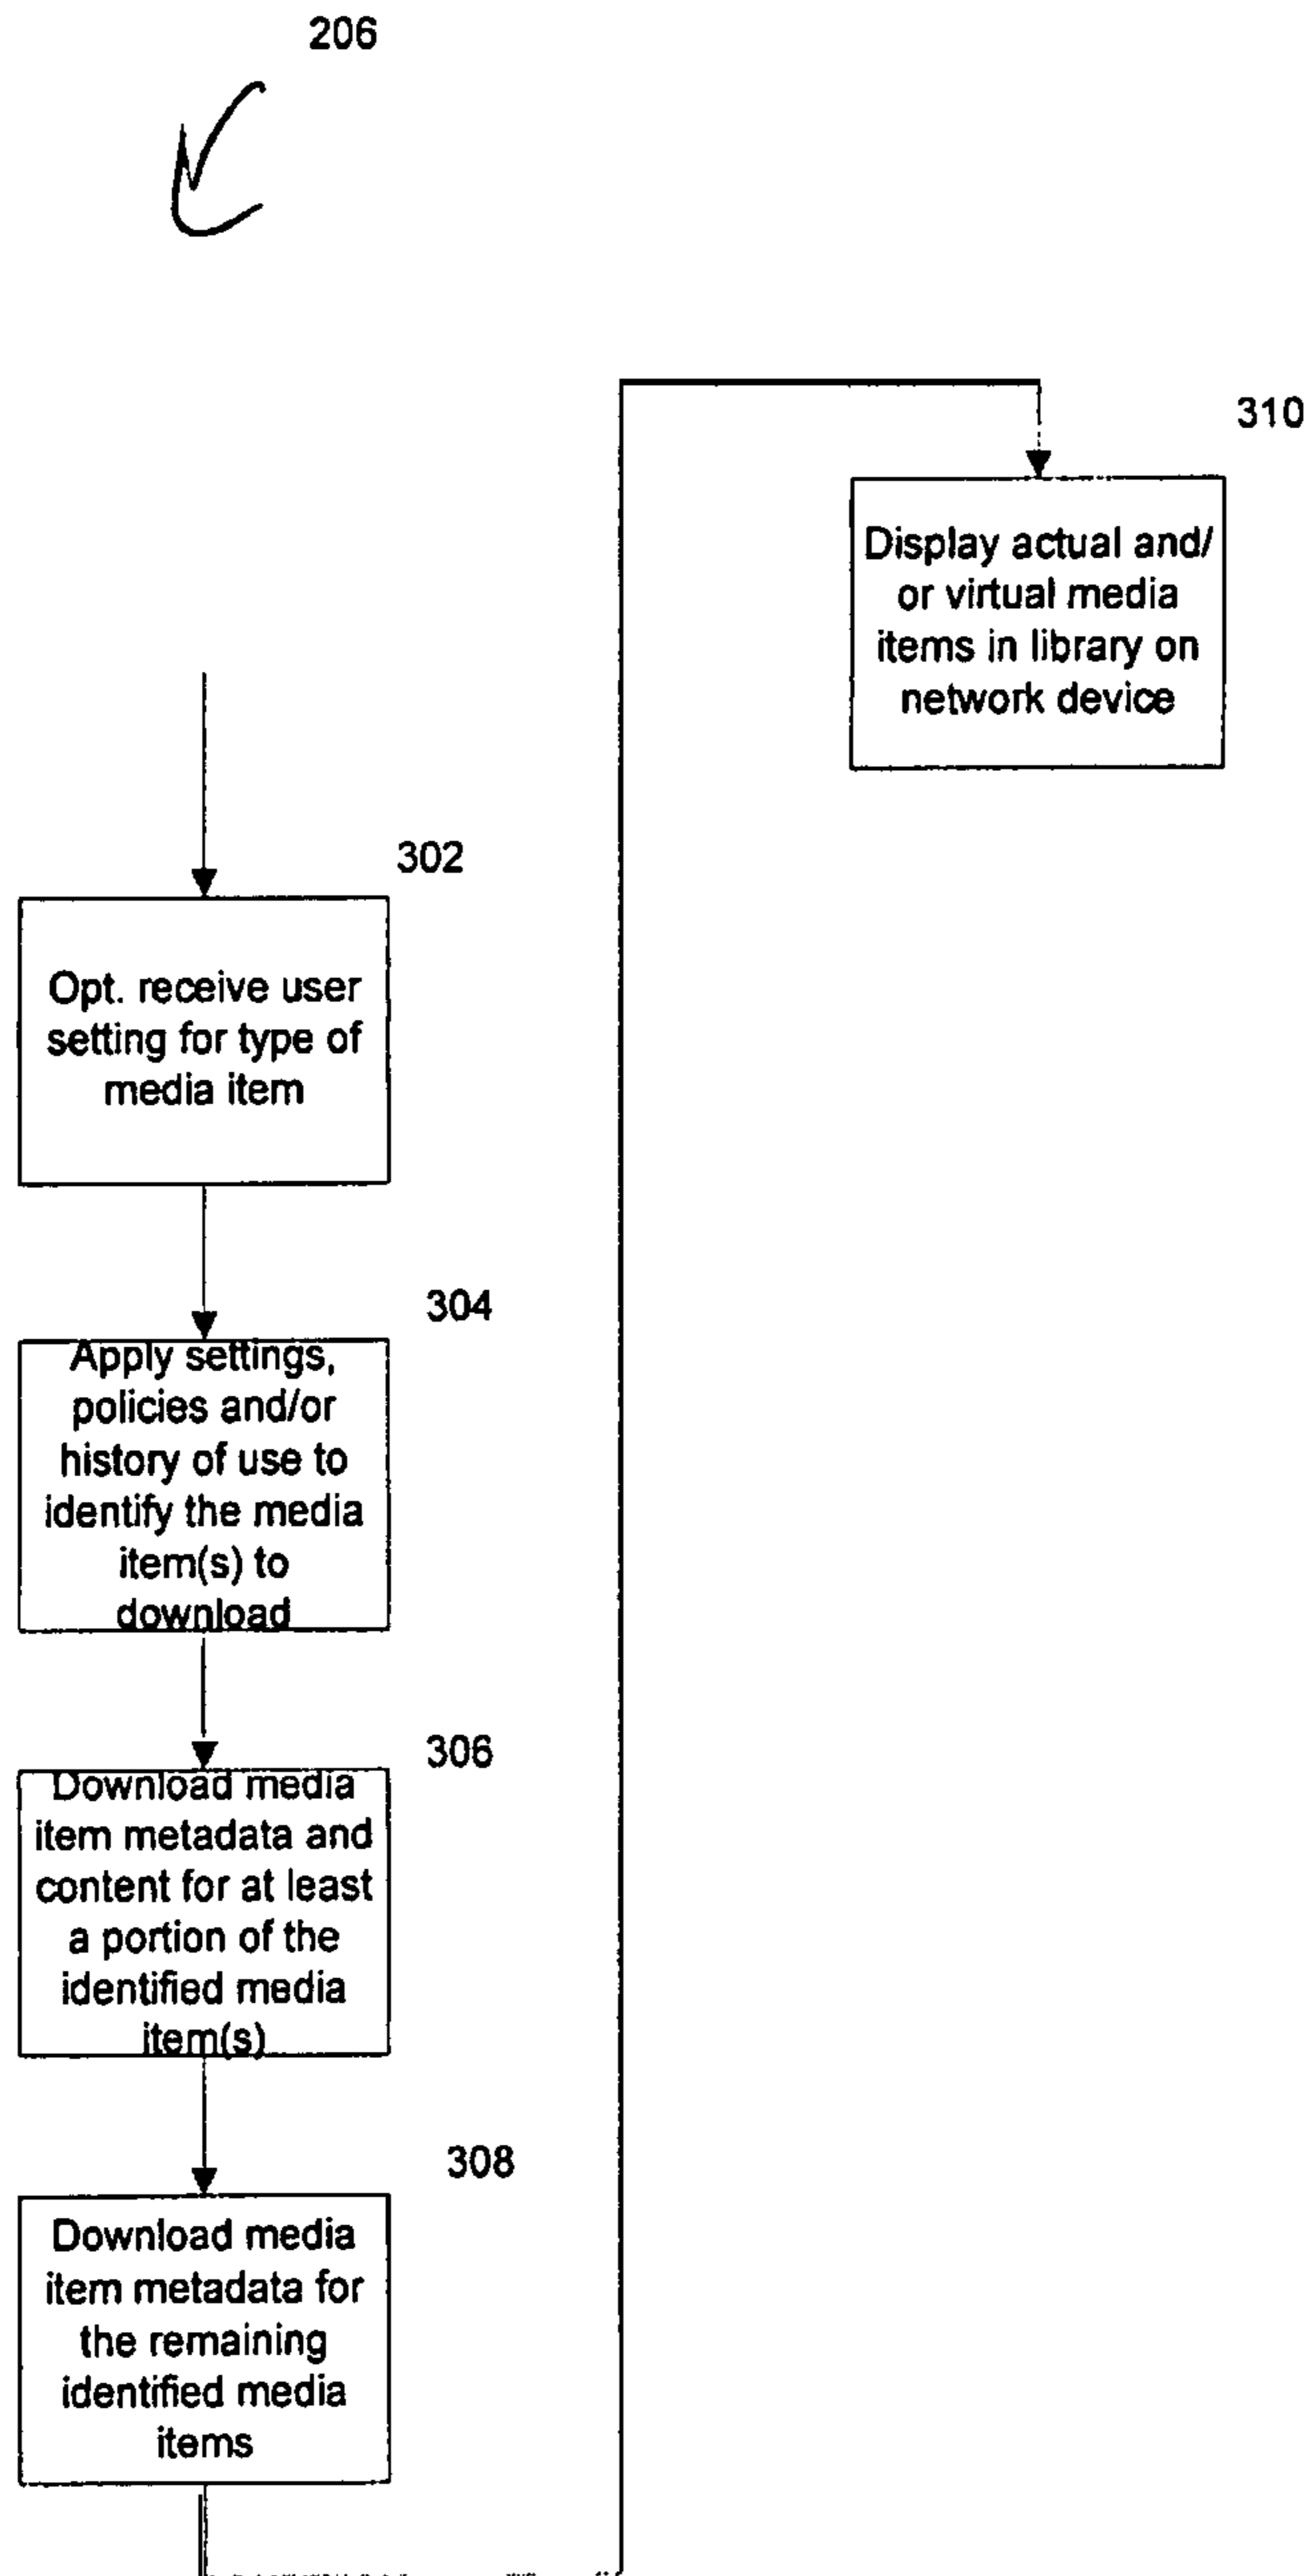 206
310
Display actual and/
or virtual media
items in library on
network device
302
Opt. receive user
setting for type of
media item
304
Apply settings,
policies and/or
history of use to
identify the media
item(s) to
download
306
Download media
item metadata and
content for at least
a portion of the
identified media
item(s)
308
Download media
item metadata for
the remaining
identified media
items